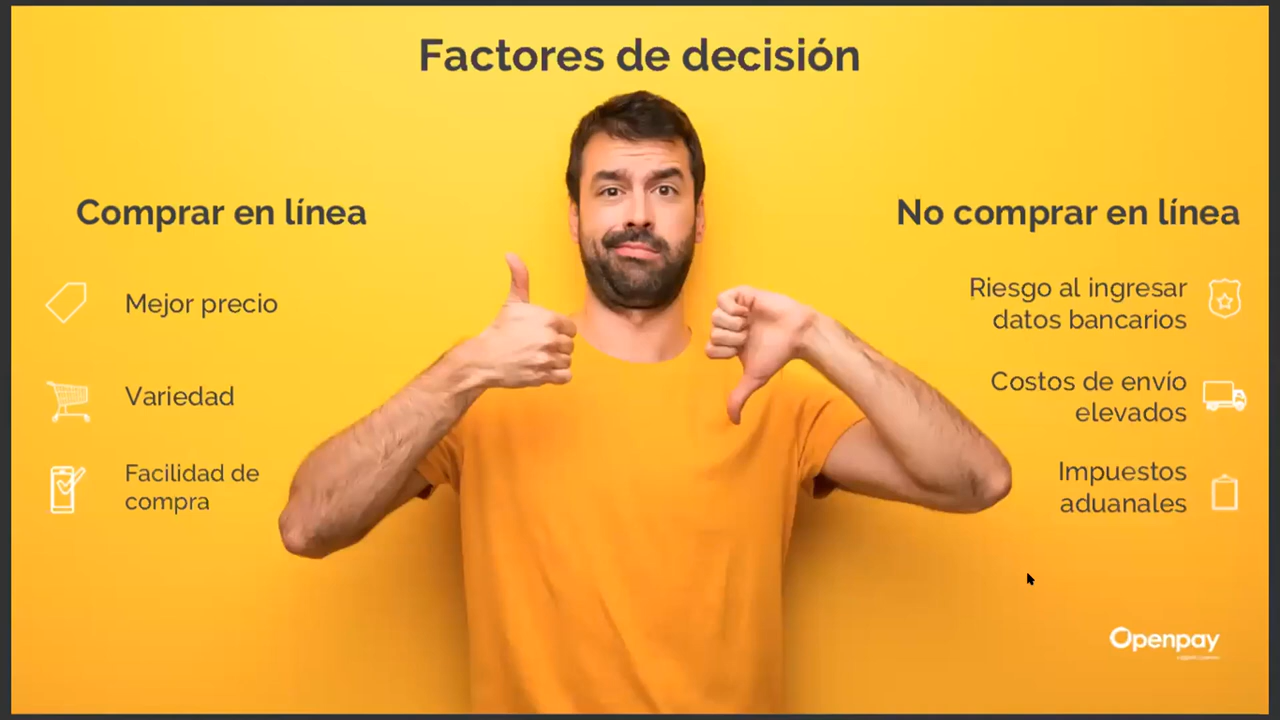 Factores de decisión
Comprar en línea
Mejor precio
Variedad
Facilidad de
compra
No comprar en línea
Riesgo al ingresar
datos bancarios
Costos de envío
elevados
Impuestos
aduanales
Openpay